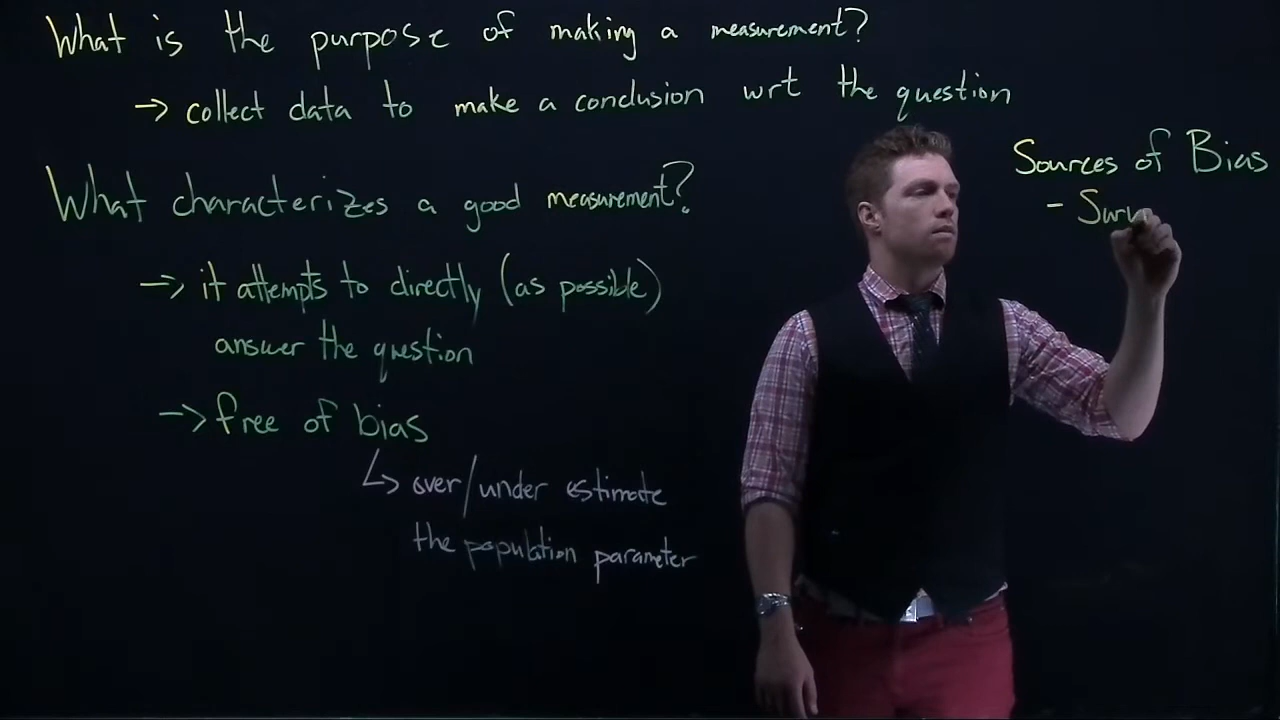 What is the purpose of making a measurement?
→ collect data to make a conclusion wrt the question
What characterizes a good measurement?
→ it attempts to directly (as possible)
answer the question
→ free of bias
↳ over/under estimate
the population parameter
Sources of Bias
- Surv